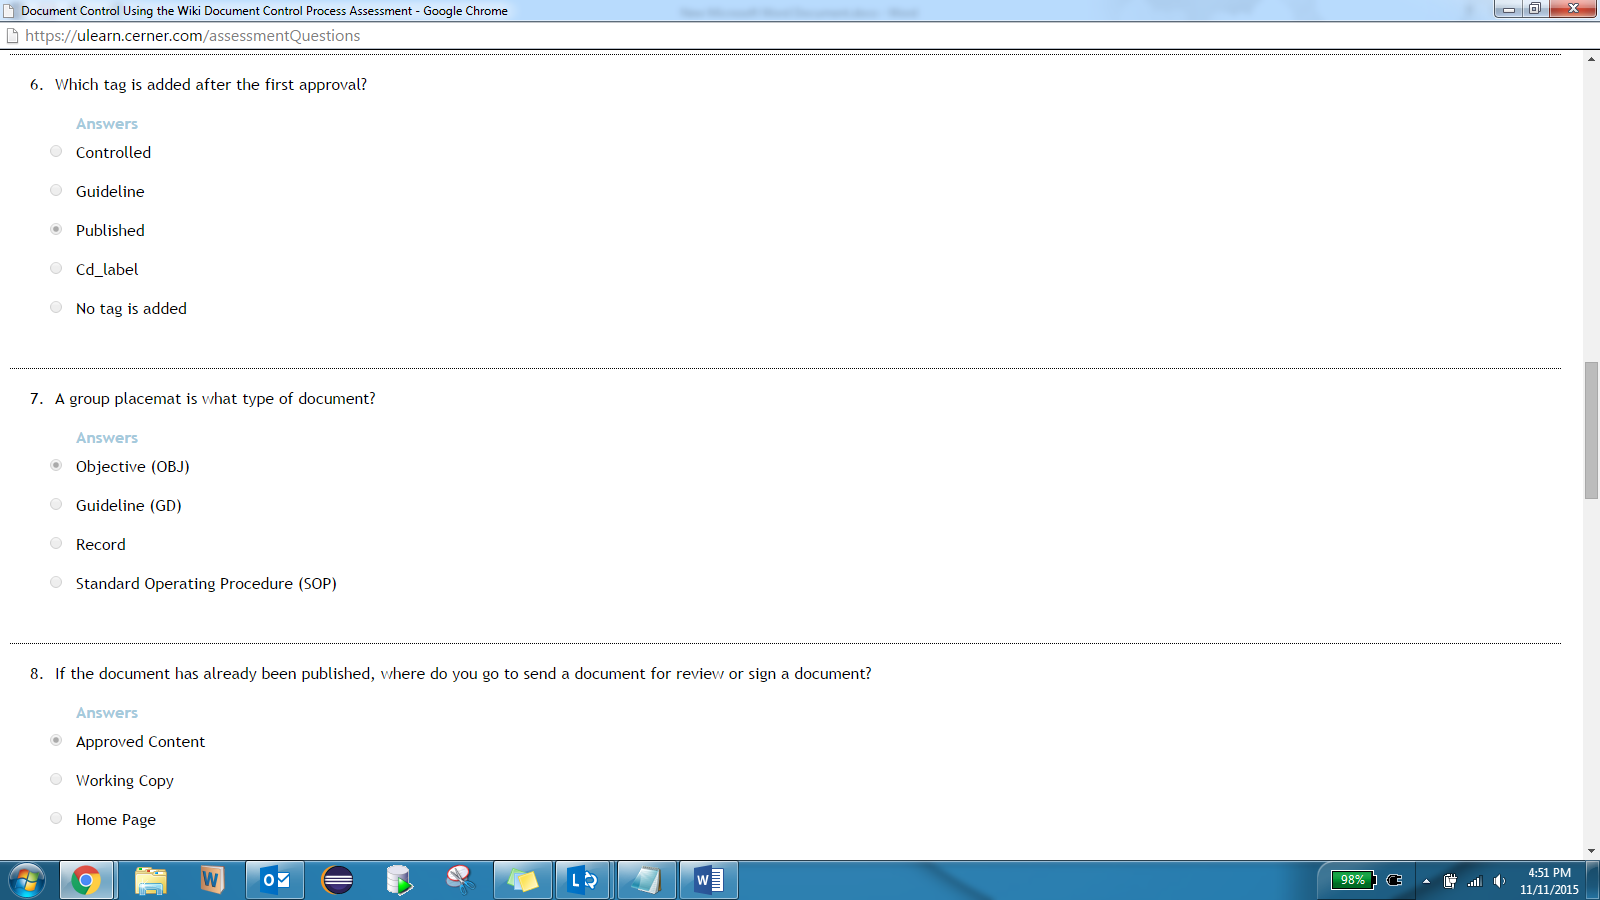 Document Control Using the Wiki Document Control Process Assessment - Google Chrome
https://ulearn.cerner.com/assessmentQuestions
6. Which tag is added after the first approval?
Answers
Controlled
Guideline
Published
Cd_label
No tag is added
7. A group placemat is what type of document?
Answers
Objective (OBJ)
Guideline (GD)
Record
Standard Operating Procedure (SOP)
8. If the document has already been published, where do you go to send a document for review or sign a document?
Answers
Approved Content
Working Copy
Home Page
98%
4:51 PM
11/11/2015